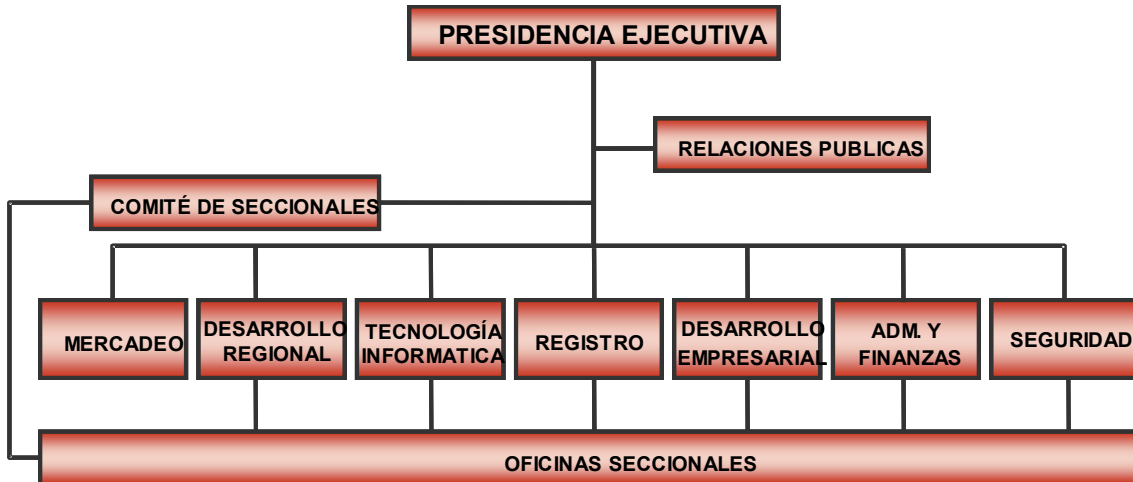 PRESIDENCIA EJECUTIVA
RELACIONES PUBLICAS
COMITÉ DE SECCIONALES
MERCADEO
DESARROLLO
REGIONAL
TECNOLOGÍA
INFORMATICA
REGISTRO
DESARROLLO
EMPRESARIAL
ADM. Y
FINANZAS
SEGURIDAD
OFICINAS SECCIONALES